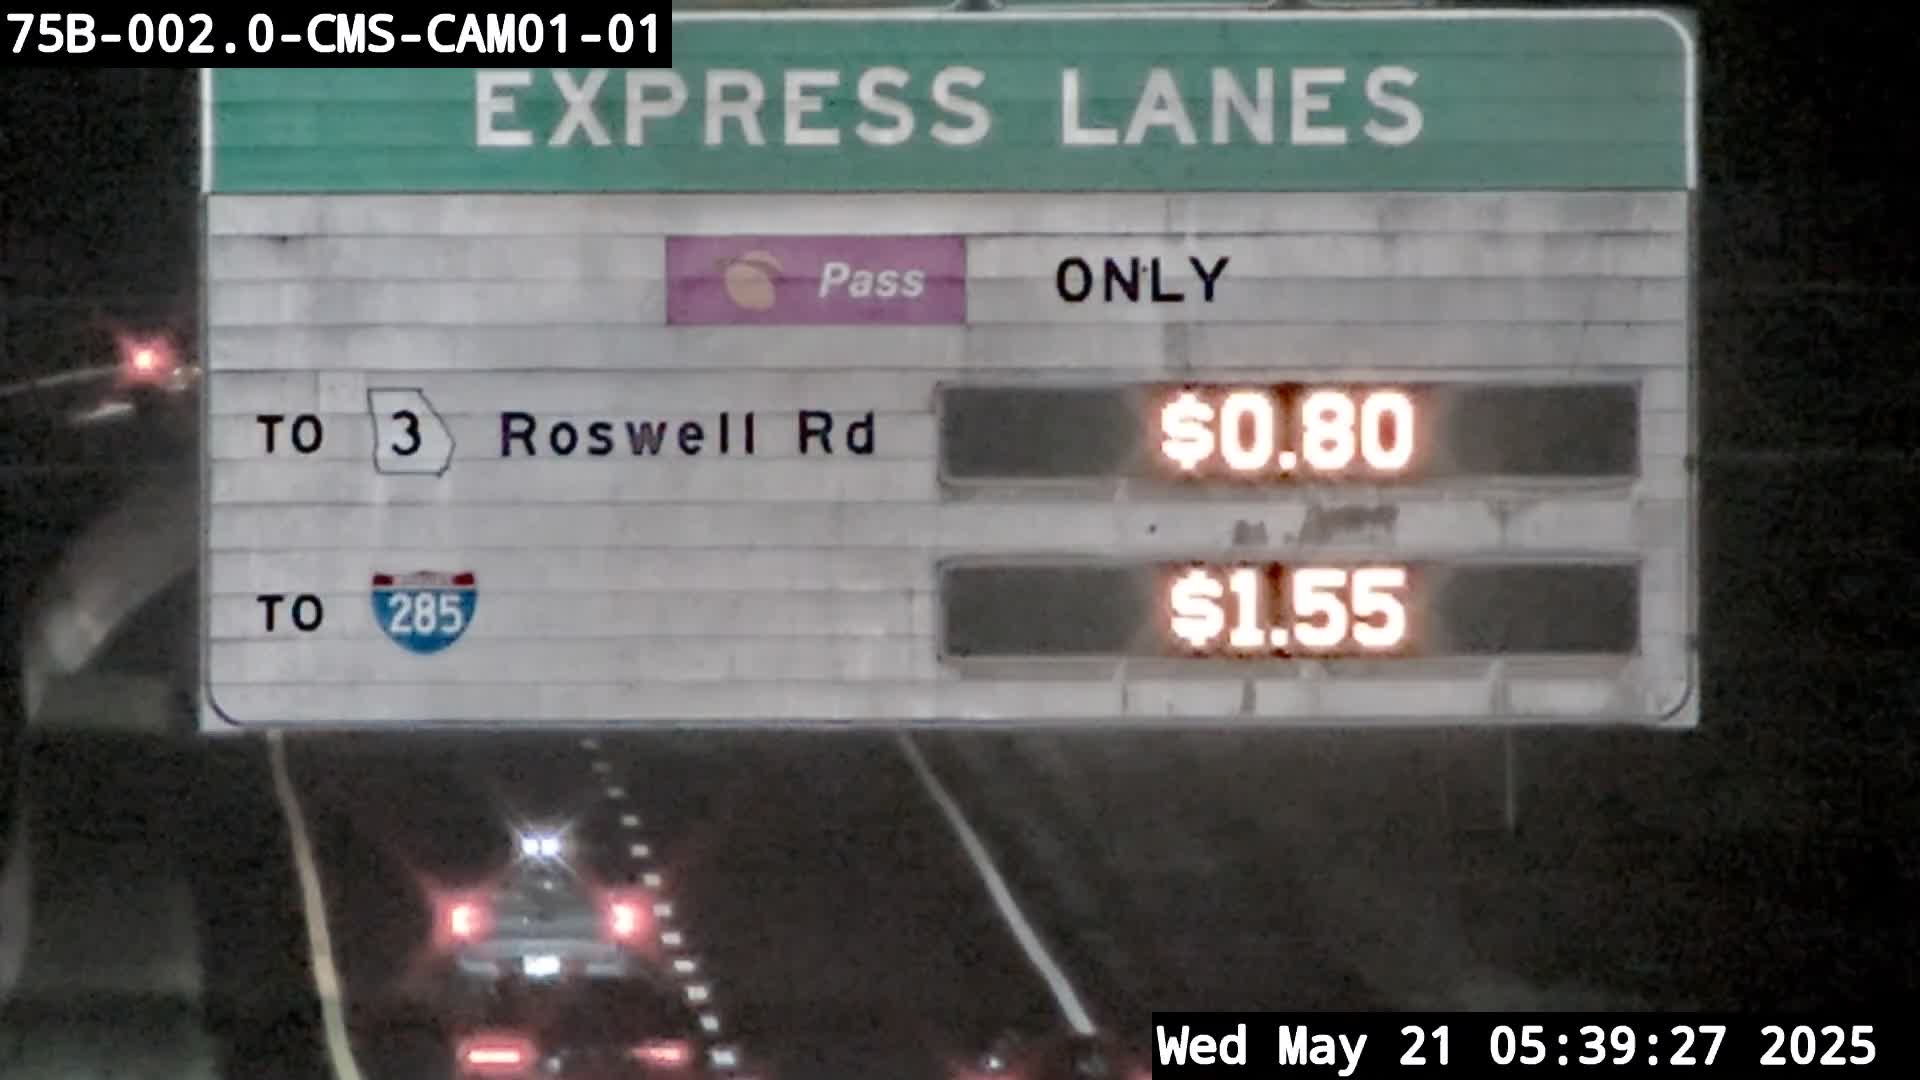 75B-002.0-CMS-CAM01-01
EXPRESS LANES
Pass ONLY
TO 3 Roswell Rd $0.80
TO 285 $1.55
Wed May 21 05:39:27 2025